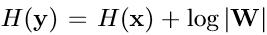 H(𝐲) = H(𝐱) + log |𝐖|